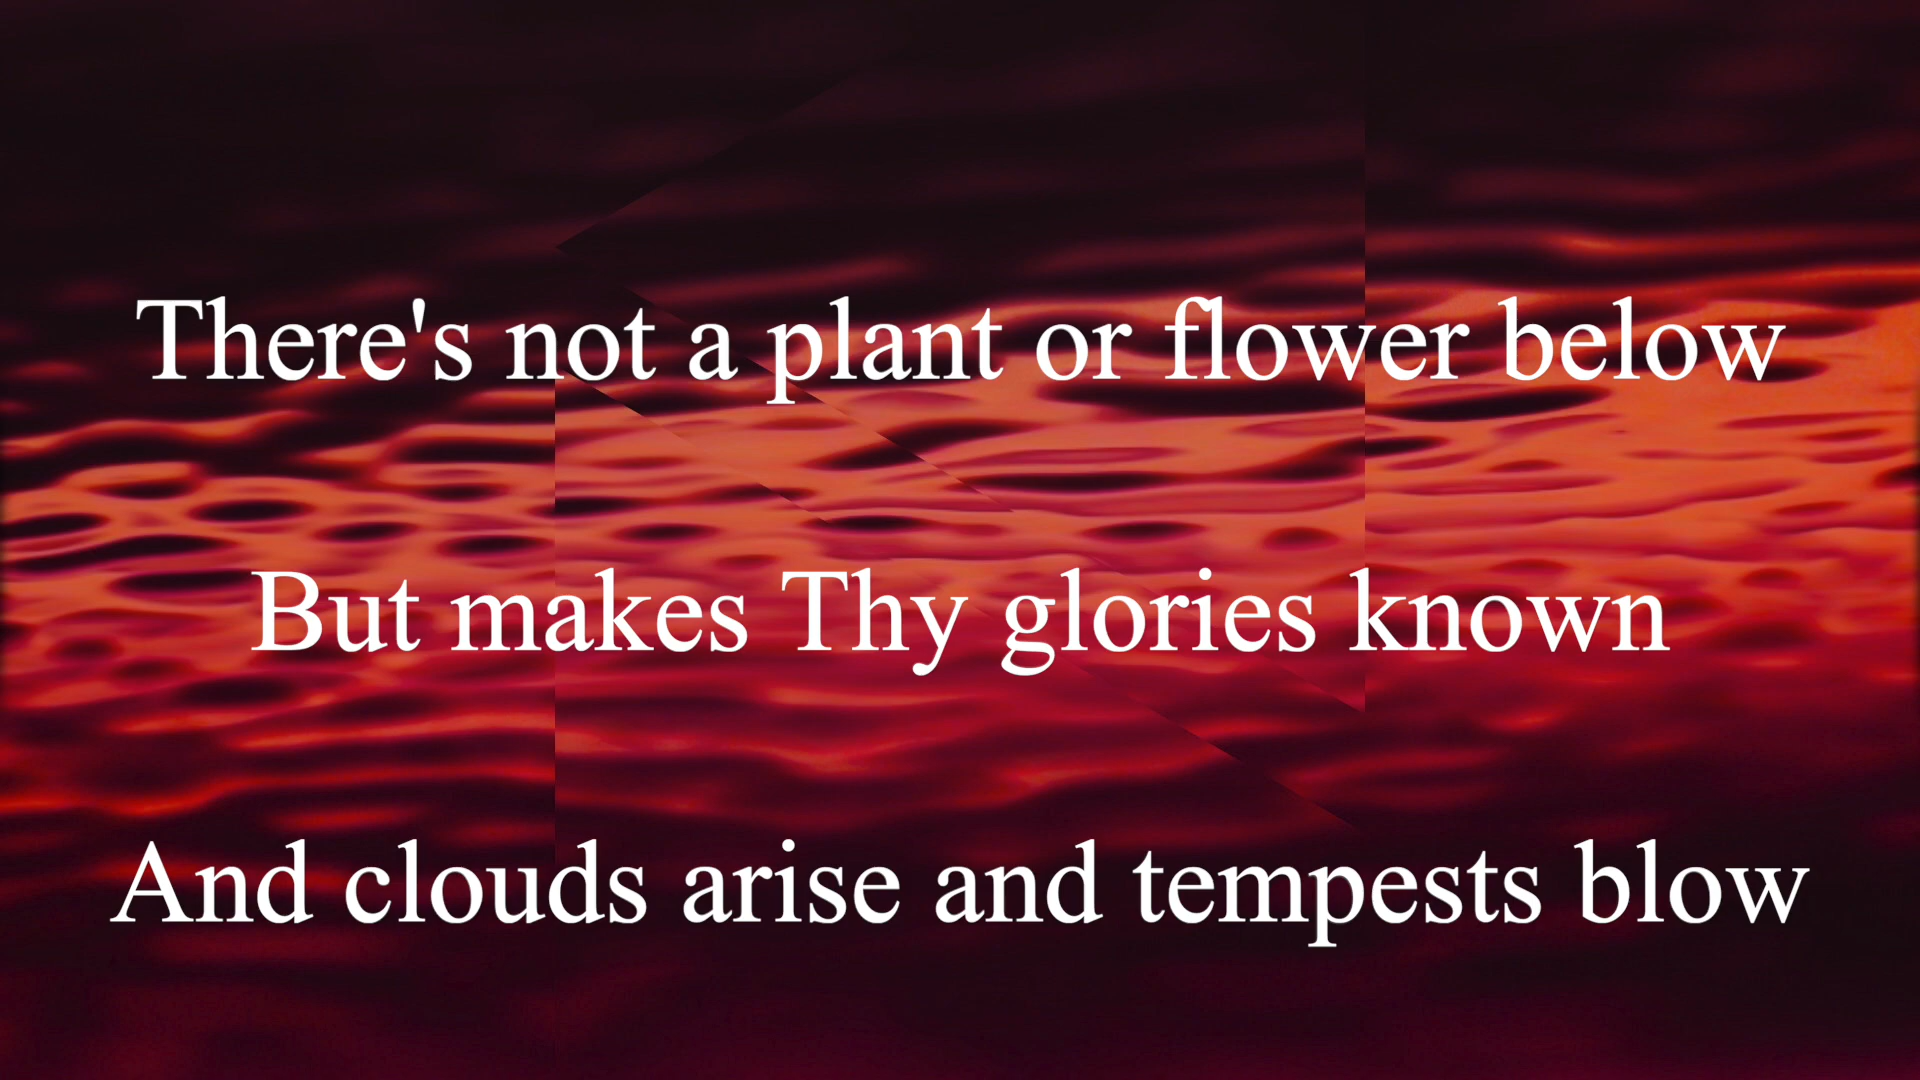 There's not a plant or flower below
But makes Thy glories known
And clouds arise and tempests blow